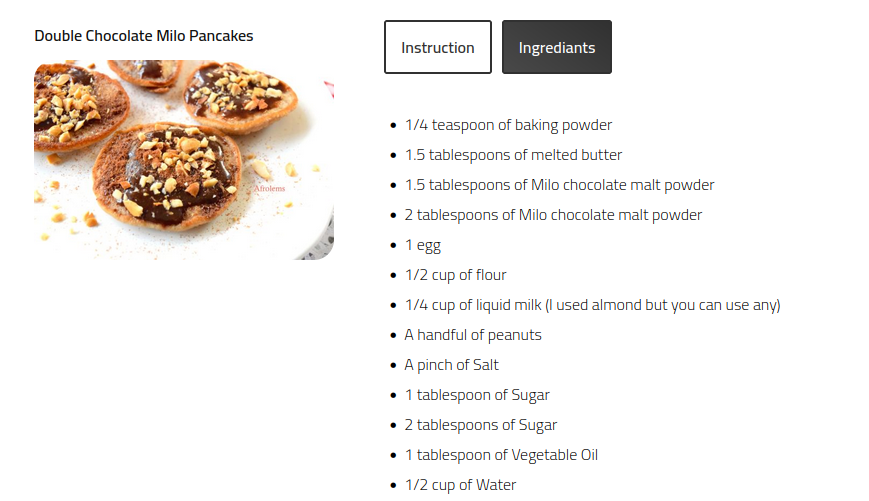 Double Chocolate Milo Pancakes
Instruction
Ingrediants
Afrolems
1/4 teaspoon of baking powder
1.5 tablespoons of melted butter
1.5 tablespoons of Milo chocolate malt powder
2 tablespoons of Milo chocolate malt powder
1 egg
1/2 cup of flour
1/4 cup of liquid milk (I used almond but you can use any)
A handful of peanuts
A pinch of Salt
1 tablespoon of Sugar
2 tablespoons of Sugar
1 tablespoon of Vegetable Oil
1/2 cup of Water